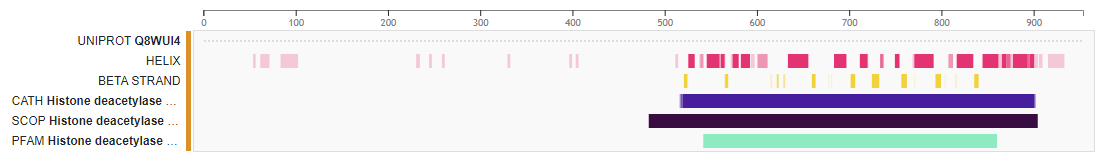 0 100 200 300 400 500 600 700 800 900
UNIPROT Q8WUI4
HELIX
BETA STRAND
CATH Histone deacetylase ...
SCOP Histone deacetylase ...
PFAM Histone deacetylase ...